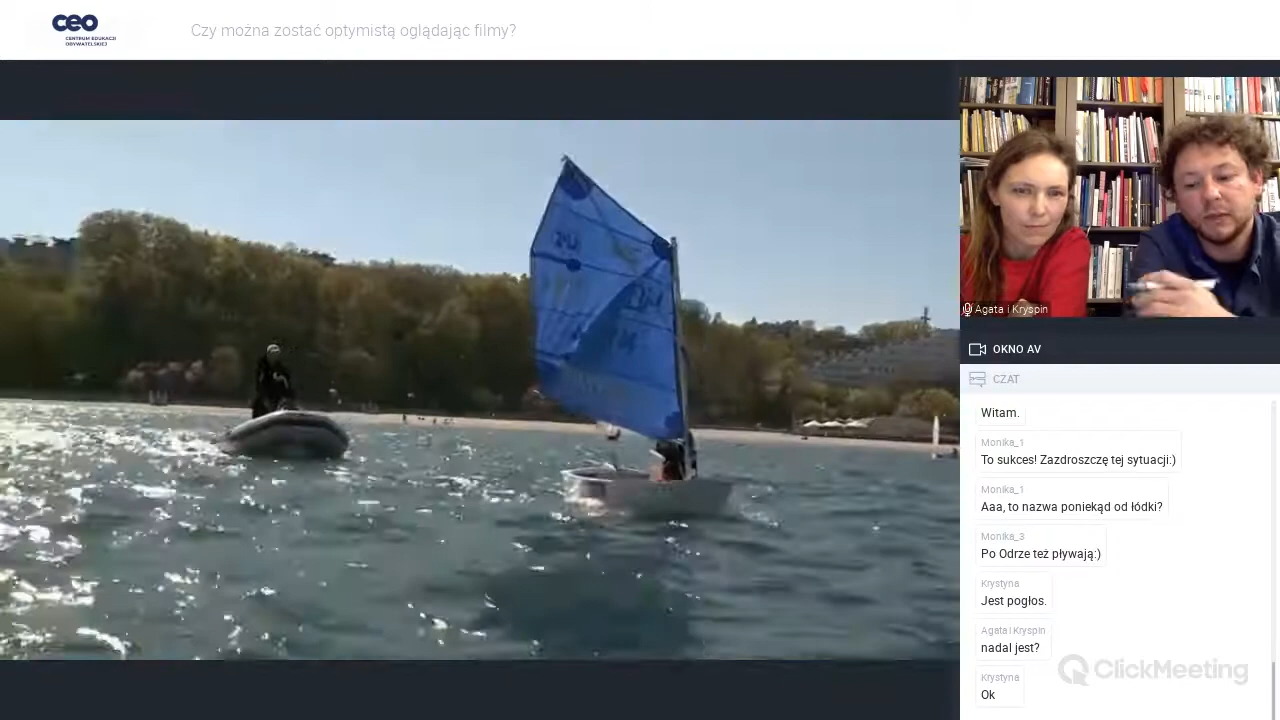 ceo
CENTRUM EDUKACJI
OBYWATELSKIEJ
Czy można zostać optymistą oglądając filmy?
Agata i Kryspin
OKNO AV
CZAT
Witam.
Monika_1
To sukces! Zazdroszczę tej sytuacji:)
Monika_1
Aaa, to nazwa poniekąd od łódki?
Monika_3
Po Odrze też pływają:)
Krystyna
Jest pogłos.
Agata i Kryspin
nadal jest?
Krystyna
Ok
ClickMeeting